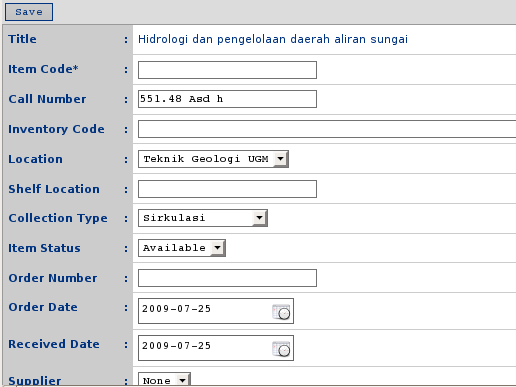 Save
Title : Hidrologi dan pengelolaan daerah aliran sungai
Item Code* :
Call Number : 551.48 Asd h
Inventory Code :
Location : Teknik Geologi UGM
Shelf Location :
Collection Type : Sirkulasi
Item Status : Available
Order Number :
Order Date : 2009-07-25
Received Date : 2009-07-25
Supplier : None